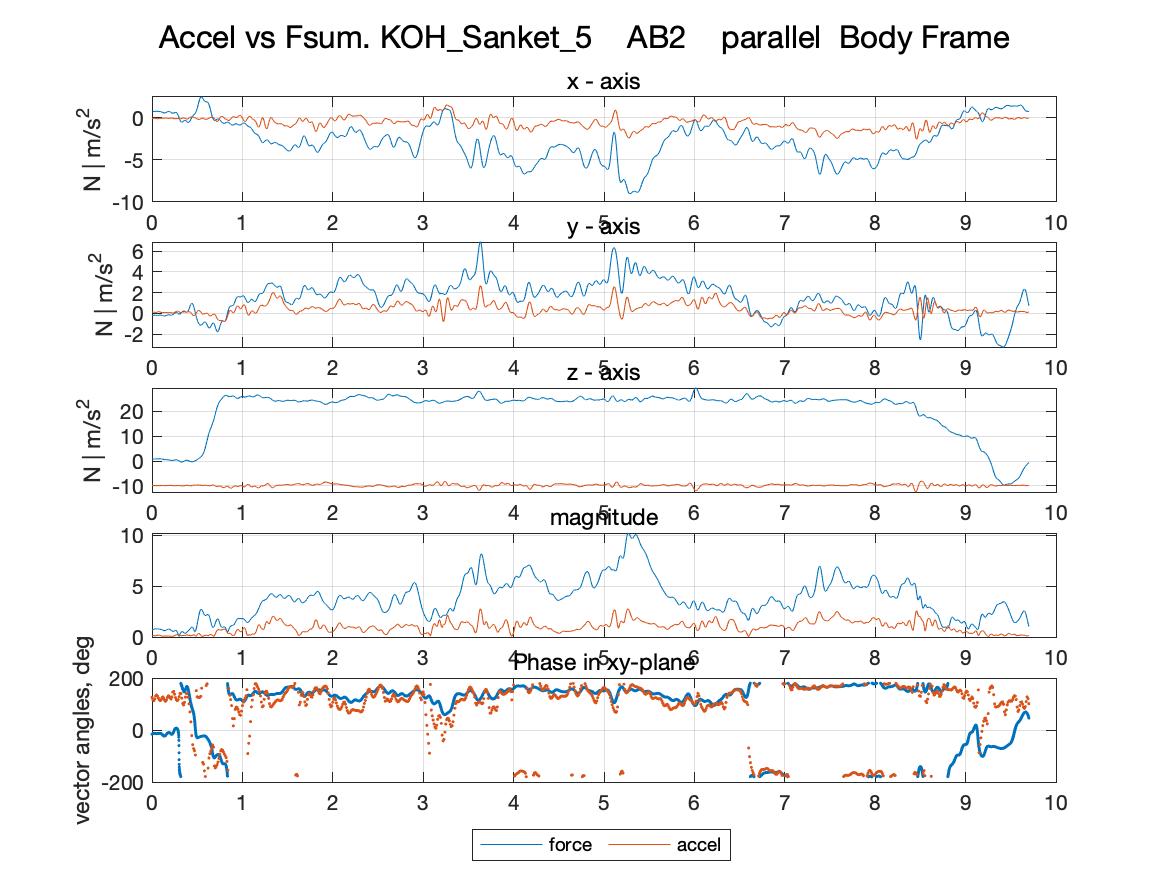 Accel vs Fsum. KOH_Sanket_5 AB2 parallel Body Frame
x - axis
N | m/s2
0
-5
-10
0 1 2 3 4 5 6 7 8 9 10
y - axis
N | m/s2
6
4
2
0
-2
0 1 2 3 4 5 6 7 8 9 10
z - axis
N | m/s2
20
10
0
-10
0 1 2 3 4 5 6 7 8 9 10
magnitude
10
5
0
0 1 2 3 4 5 6 7 8 9 10
Phase in xy-plane
vector angles, deg
200
0
-200
0 1 2 3 4 5 6 7 8 9 10
force accel